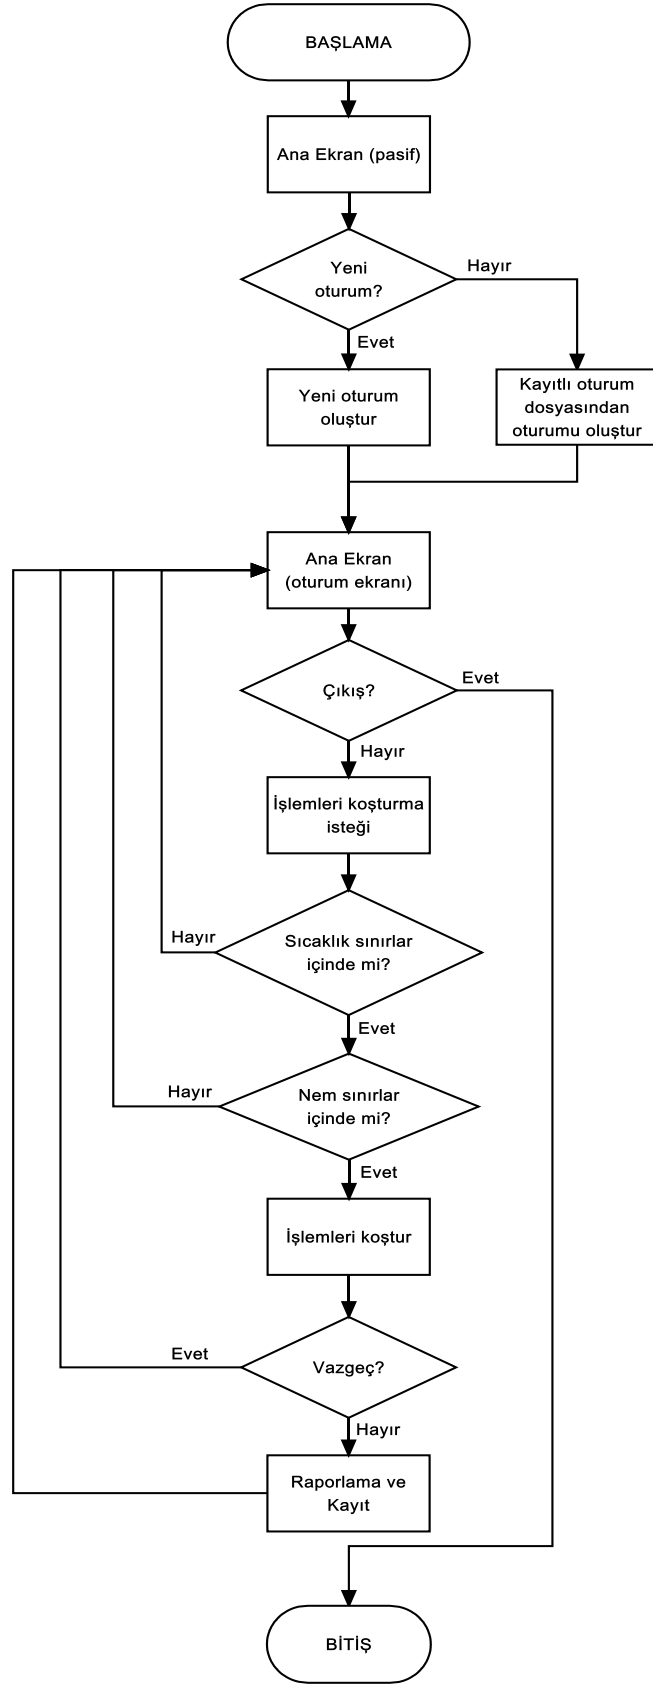 BAŞLAMA
Ana Ekran (pasif)
Yeni
oturum?
Hayır
Evet
Yeni oturum
oluştur
Kayıtlı oturum
dosyasından
oturumu oluştur
Ana Ekran
(oturum ekranı)
Çıkış?
Evet
Hayır
İşlemleri koşturma
isteği
Sıcaklık sınırlar
içinde mi?
Hayır
Evet
Nem sınırlar
içinde mi?
Hayır
Evet
İşlemleri koştur
Vazgeç?
Evet
Hayır
Raporlama ve
Kayıt
BİTİŞ